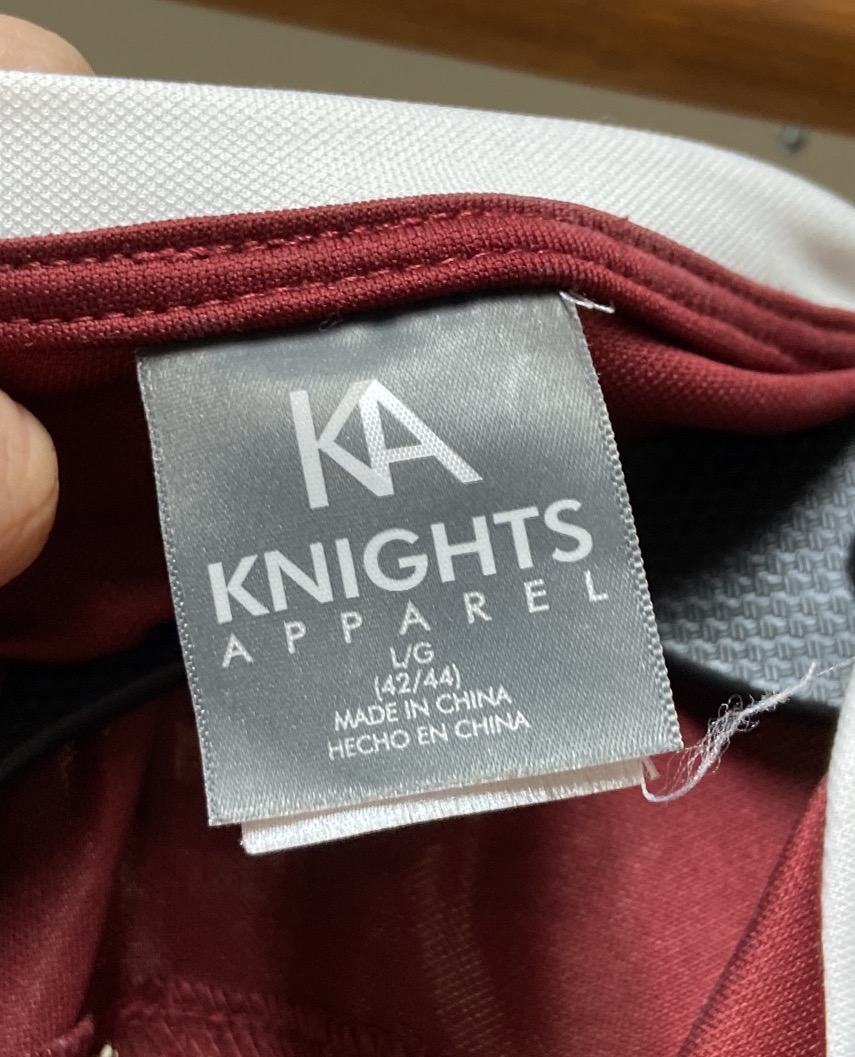 KA
KNIGHTS
APPAREL
L/G
(42/44)
MADE IN CHINA
HECHO EN CHINA